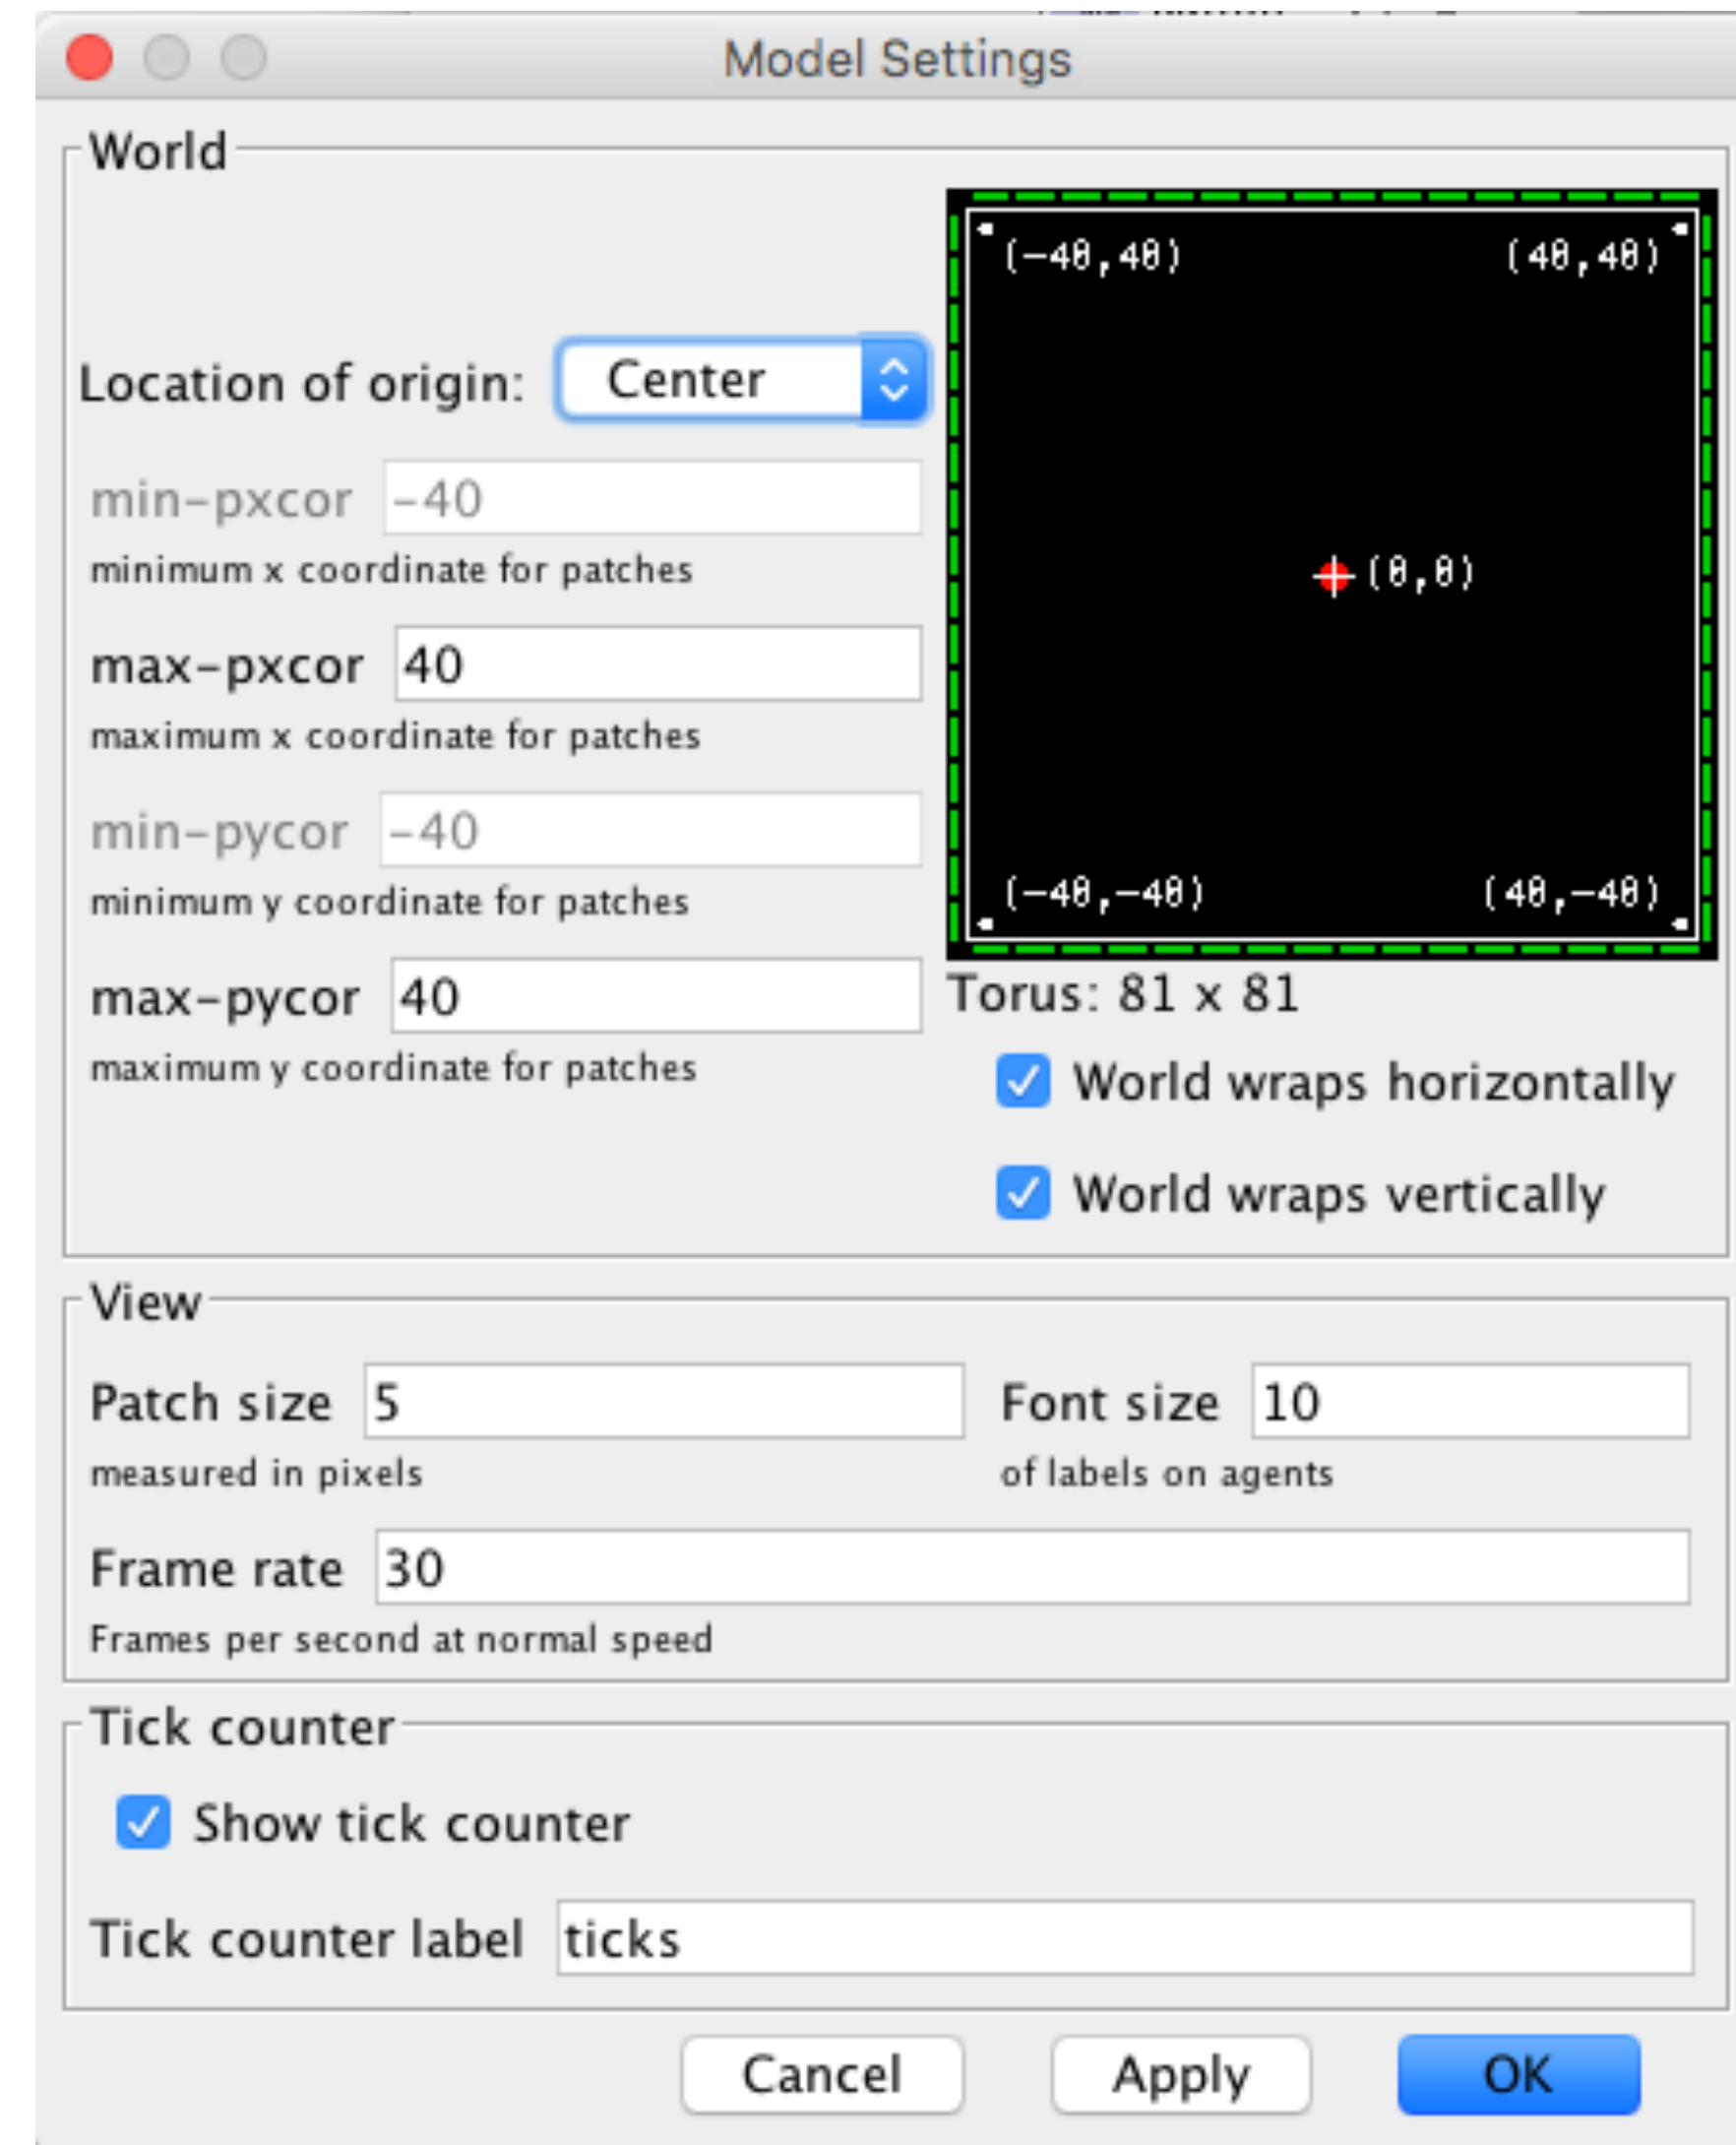 Model Settings
World
(-40,40) (40,40)
Location of origin: Center
min-pxcor -40
minimum x coordinate for patches
(0,0)
max-pxcor 40
maximum x coordinate for patches
min-pycor -40
minimum y coordinate for patches
(-40,-40) (40,-40)
max-pycor 40
maximum y coordinate for patches
Torus: 81 x 81
World wraps horizontally
World wraps vertically
View
Patch size 5 Font size 10
measured in pixels of labels on agents
Frame rate 30
Frames per second at normal speed
Tick counter
Show tick counter
Tick counter label ticks
Cancel Apply OK